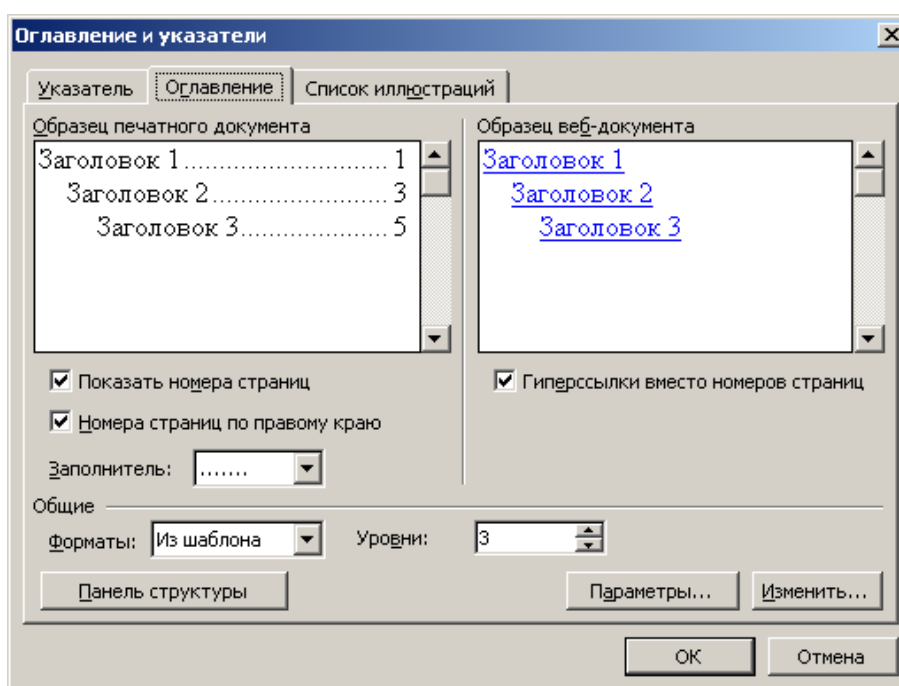 Оглавление и указатели
Указатель Оглавление Список иллюстраций
Образец печатного документа
Заголовок 1................................1
Заголовок 2...........................3
Заголовок 3......................5
Образец веб-документа
Заголовок 1
Заголовок 2
Заголовок 3
Показать номера страниц
Номера страниц по правому краю
Заполнитель: .......
Гиперссылки вместо номеров страниц
Общие
Форматы: Из шаблона Уровни: 3
Панель структуры Параметры... Изменить...
ОК Отмена